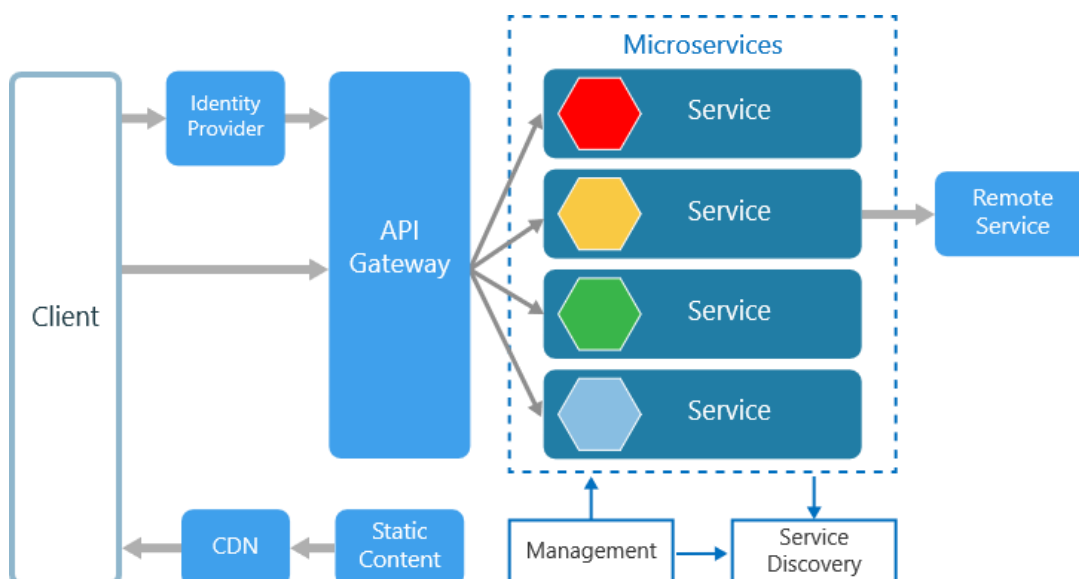 Microservices
Identity
Provider
Service
API
Gateway
Service
Remote
Service
Client
Service
Service
CDN
Static
Content
Management
Service
Discovery